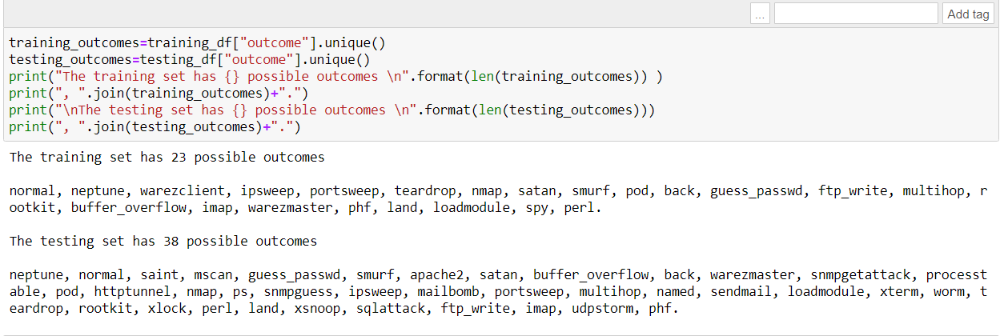 ...
Add tag
training_outcomes=training_df["outcome"].unique()
testing_outcomes=testing_df["outcome"].unique()
print("The training set has {} possible outcomes \n".format(len(training_outcomes)) )
print(", ".join(training_outcomes)+".")
print("\nThe testing set has {} possible outcomes \n".format(len(testing_outcomes)))
print(", ".join(testing_outcomes)+".")
The training set has 23 possible outcomes
normal, neptune, warezclient, ipsweep, portsweep, teardrop, nmap, satan, smurf, pod, back, guess_passwd, ftp_write, multihop, r
ootkit, buffer_overflow, imap, warezmaster, phf, land, loadmodule, spy, perl.
The testing set has 38 possible outcomes
neptune, normal, saint, mscan, guess_passwd, smurf, apache2, satan, buffer_overflow, back, warezmaster, snmpgetattack, processt
able, pod, httptunnel, nmap, ps, snmpguess, ipsweep, mailbomb, portsweep, multihop, named, sendmail, loadmodule, xterm, worm, t
eardrop, rootkit, xlock, perl, land, xsnoop, sqlattack, ftp_write, imap, udpstorm, phf.